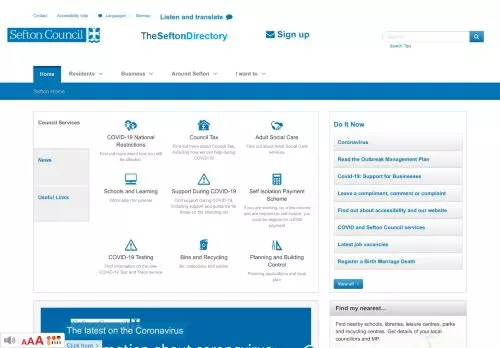 Contact Accessibility help Languages Sitemap Listen and translate
Sefton Council
TheSeftonDirectory
Sign up
Search
Search Tips
Home Residents Business Around Sefton I want to
Sefton Home
Council Services
News
Useful Links
COVID-19 National Restrictions
Find out more about how you will be affected
Council Tax
Find out more about Council Tax, including how we can help during COVID-19
Adult Social Care
Find out about Adult Social Care services
Schools and Learning
Information for parents
Support During COVID-19
Find support during COVID-19, including support and guidance for those on the shielding list
Self Isolation Payment Scheme
If you are working, on a low income and are required to self-isolate, you could be eligible for a £500 payment
COVID-19 Testing
Find information on the new COVID-19 Test and Trace service
Bins and Recycling
Bin collections and advice
Planning and Building Control
Planning applications and local plan
Do It Now
Coronavirus
Read the Outbreak Management Plan
Covid-19: Support for Businesses
Leave a compliment, comment or complaint
Find out about accessibility and our website
COVID and Sefton Council services
Latest job vacancies
Register a Birth Marriage Death
View all
Find my nearest...
Find nearby schools, libraries, leisure centres, parks and recycling centres. Get details of your local councillors and MP.
The latest on the Coronavirus
Click here
mation about coronavirus
AAA